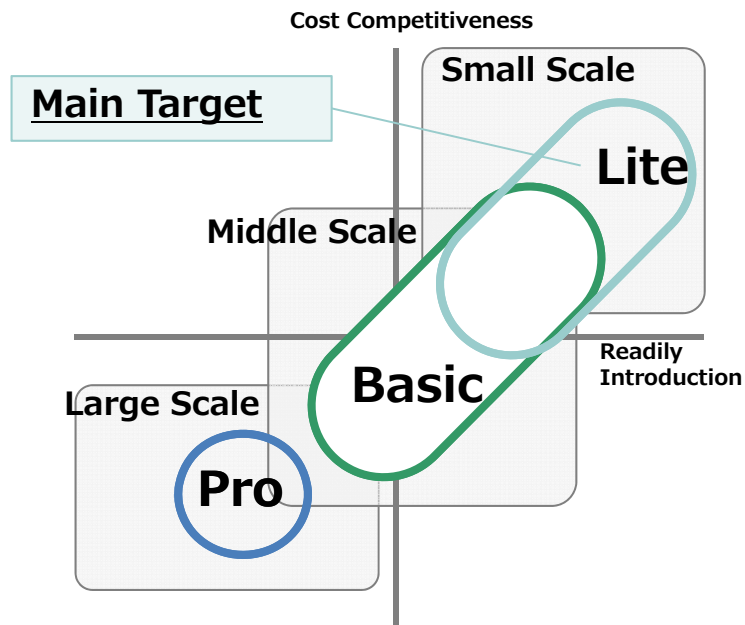 Cost Competitiveness
Small Scale
Main Target
Lite
Middle Scale
Readily
Introduction
Basic
Large Scale
Pro